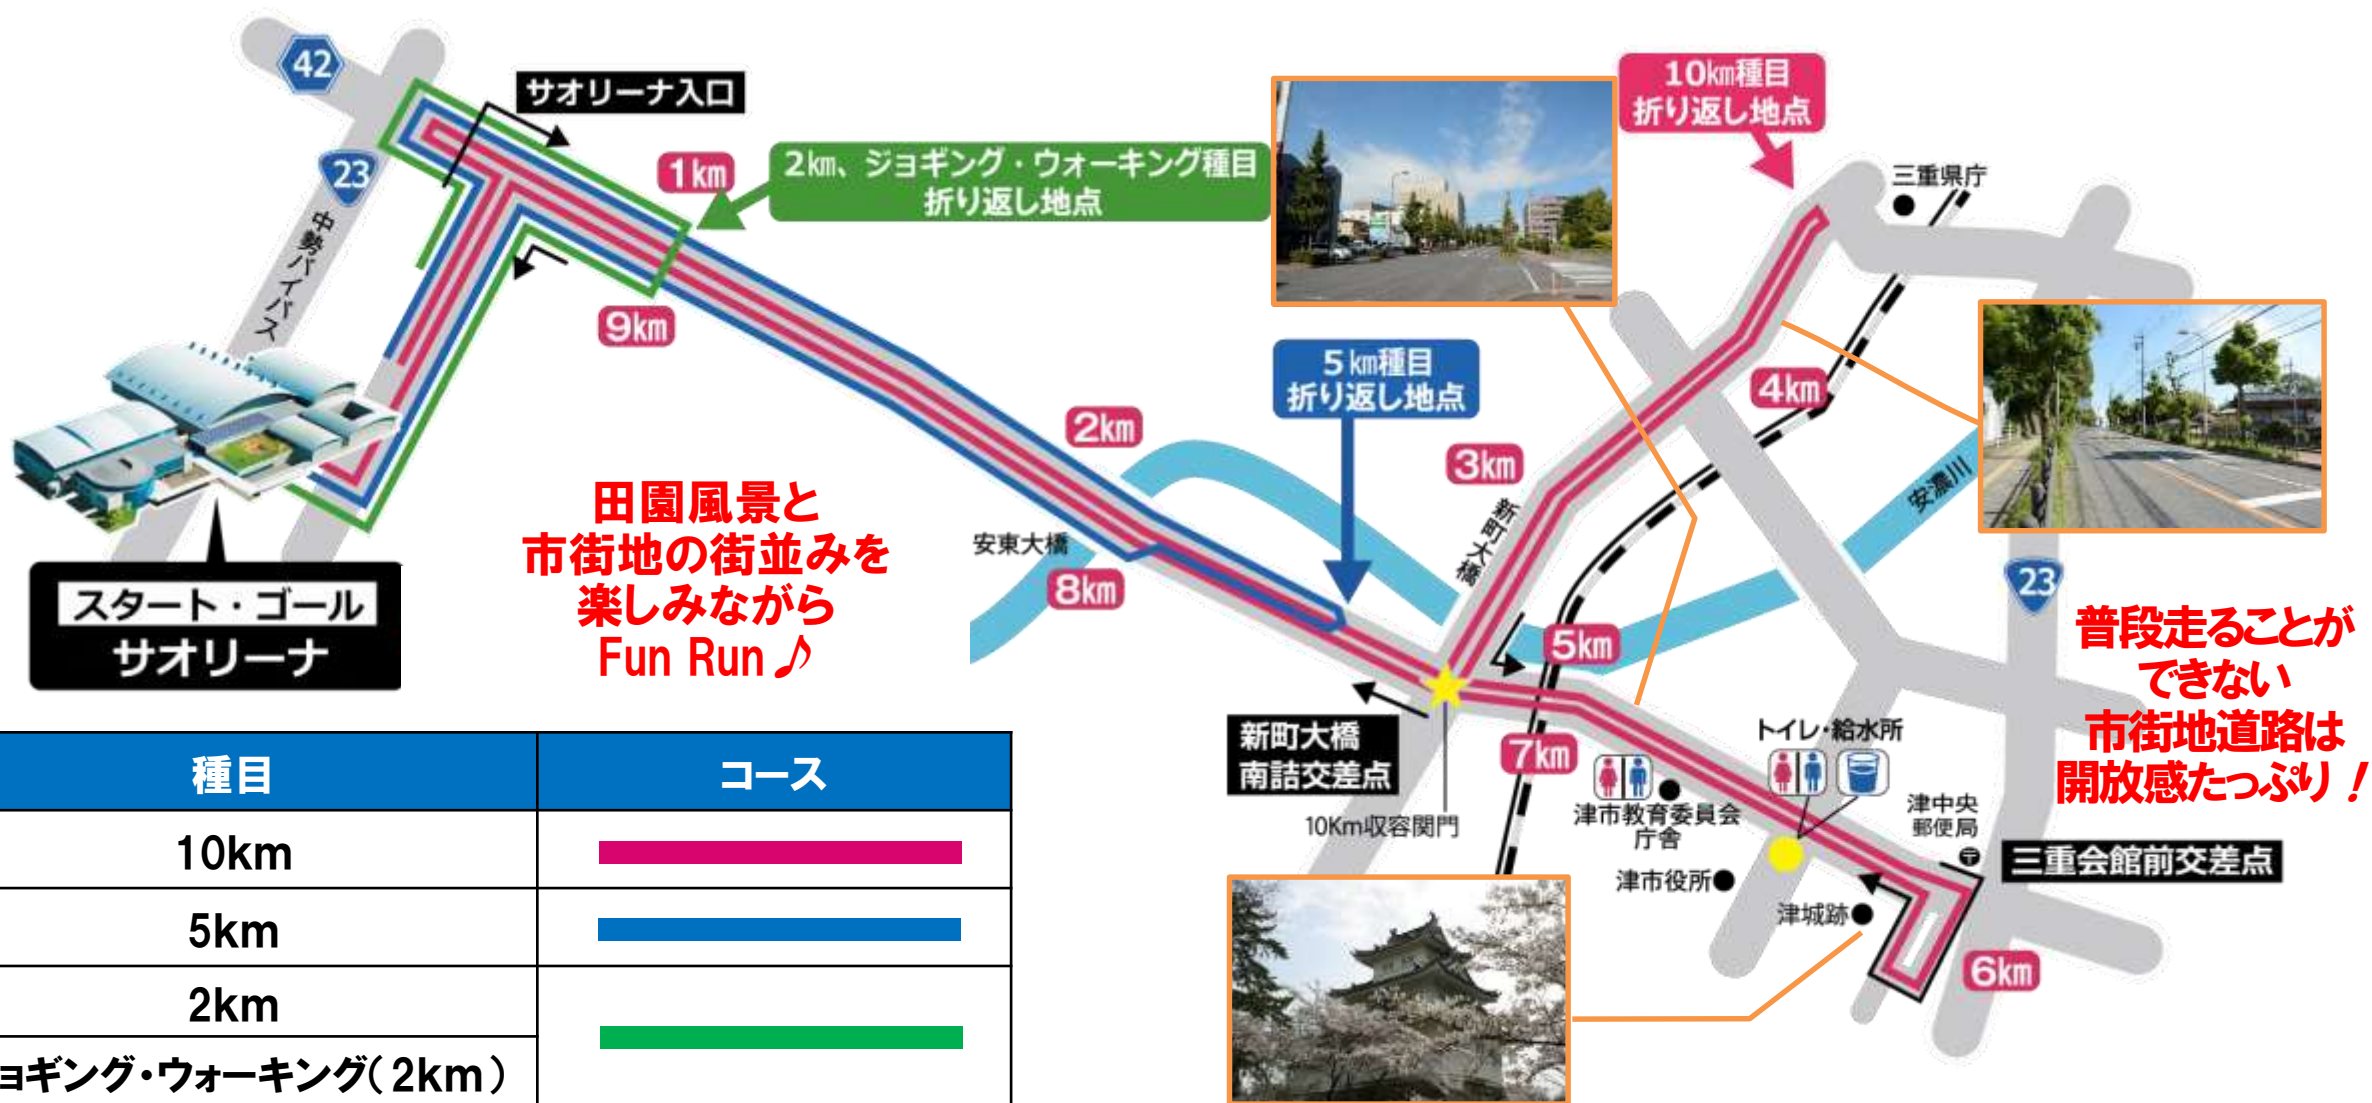 42
サオリーナ入口
23
中勢バイパス
1km
2km、ジョギング・ウォーキング種目
折り返し地点
9km
10km種目
折り返し地点
三重県庁
5km種目
折り返し地点
4km
2km
3km
新町大橋
安濃川
安東大橋
8km
23
5km
スタート・ゴール
サオリーナ
田園風景と
市街地の街並みを
楽しみながら
Fun Run♪
普段走ることが
できない
市街地道路は
開放感たっぷり！
新町大橋
南詰交差点
10Km収容関門
7km
トイレ・給水所
津市教育委員会
庁舎
津中央
郵便局
〒
三重会館前交差点
津市役所
津城跡
6km
種目
コース
10km
5km
2km
ョギング・ウォーキング（2km）